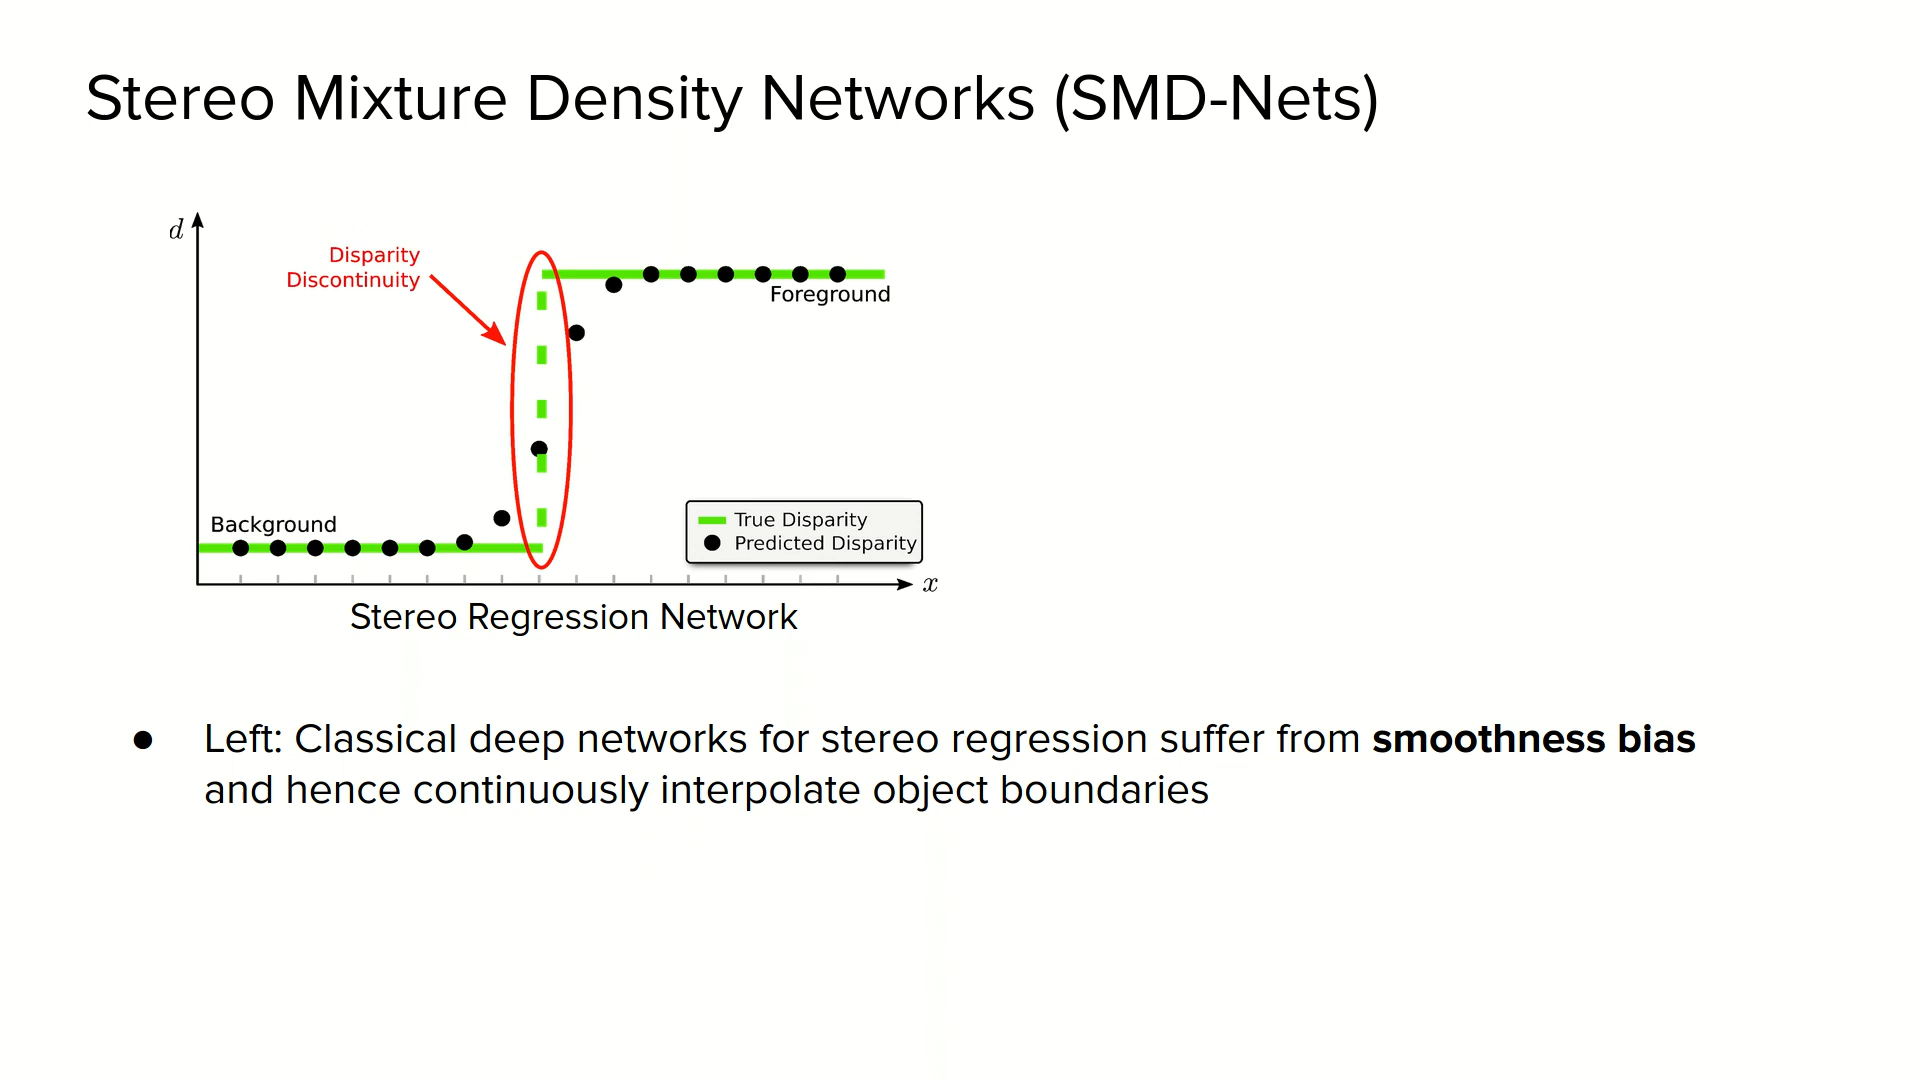 Stereo Mixture Density Networks (SMD-Nets)
d
Disparity
Discontinuity
Foreground
Background
True Disparity
Predicted Disparity
x
Stereo Regression Network
● Left: Classical deep networks for stereo regression suffer from smoothness bias
and hence continuously interpolate object boundaries